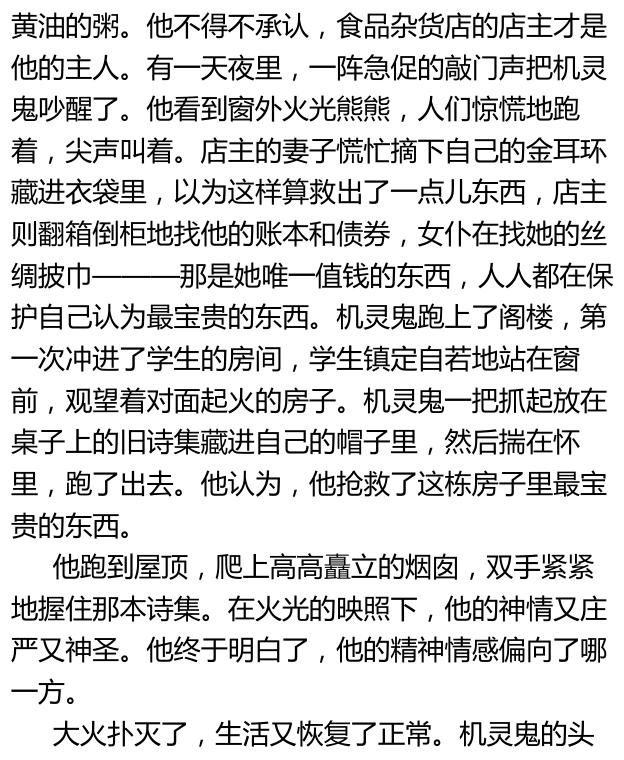 黄油的粥。他不得不承认，食品杂货店的店主才是
他的主人。有一天夜里，一阵急促的敲门声把机灵
鬼吵醒了。他看到窗外火光熊熊，人们惊慌地跑
着，尖声叫着。店主的妻子慌忙摘下自己的金耳环
藏进衣袋里，以为这样算救出了一点儿东西，店主
则翻箱倒柜地找他的账本和债券，女仆在找她的丝
绸披巾———那是她唯一值钱的东西，人人都在保
护自己认为最宝贵的东西。机灵鬼跑上了阁楼，第
一次冲进了学生的房间，学生镇定自若地站在窗
前，观望着对面起火的房子。机灵鬼一把抓起放在
桌子上的旧诗集藏进自己的帽子里，然后揣在怀
里，跑了出去。他认为，他抢救了这栋房子里最宝
贵的东西。
他跑到屋顶，爬上高高矗立的烟囱，双手紧紧
地握住那本诗集。在火光的映照下，他的神情又庄
严又神圣。他终于明白了，他的精神情感偏向了哪
一方。
大火扑灭了，生活又恢复了正常。机灵鬼的头